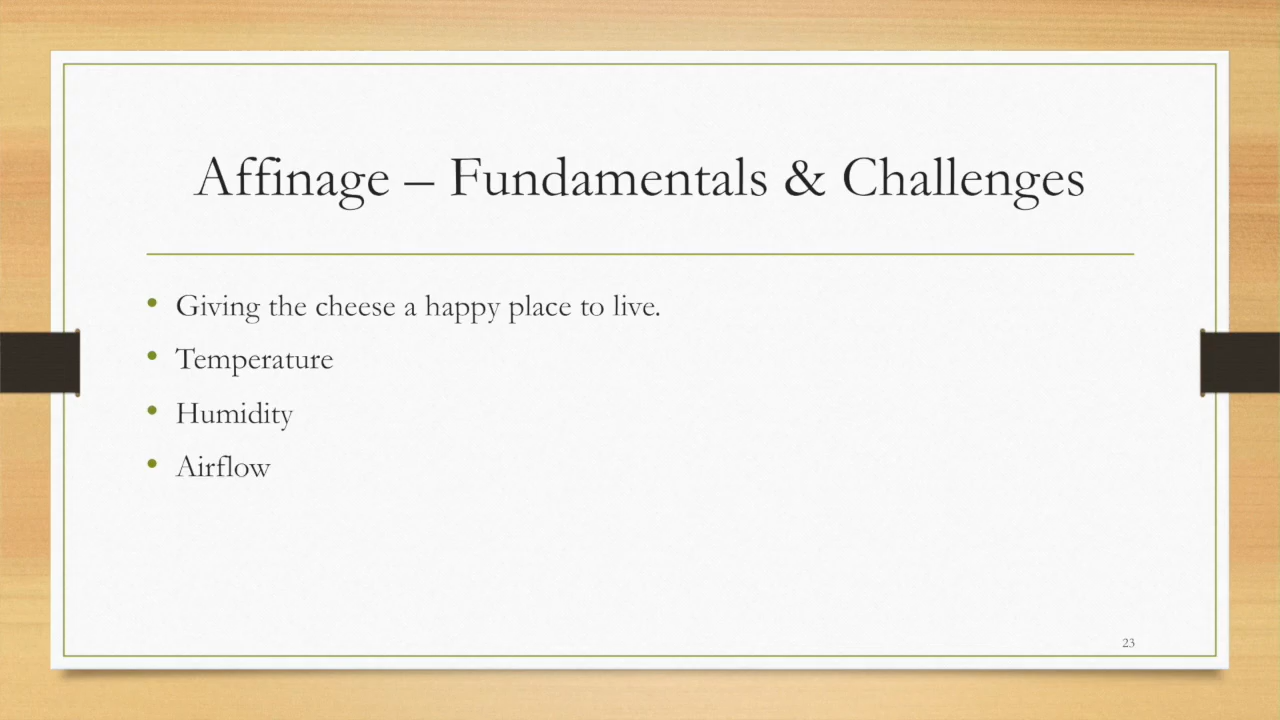 Affinage – Fundamentals & Challenges
• Giving the cheese a happy place to live.
• Temperature
• Humidity
• Airflow
23